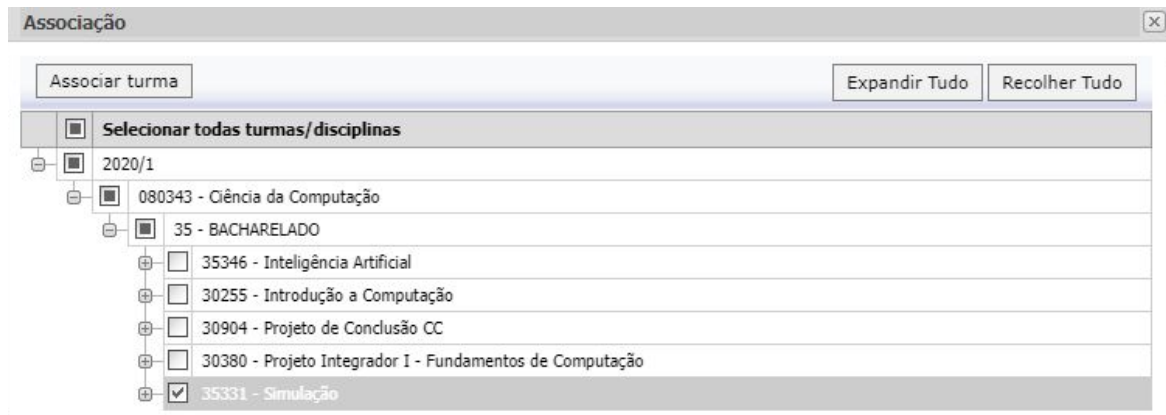 Associação
Associar turma
Expandir Tudo
Recolher Tudo
Selecionar todas turmas/disciplinas
2020/1
080343 - Ciência da Computação
35 - BACHARELADO
35346 - Inteligência Artificial
30255 - Introdução a Computação
30904 - Projeto de Conclusão CC
30380 - Projeto Integrador I - Fundamentos de Computação
35331 - Simulação